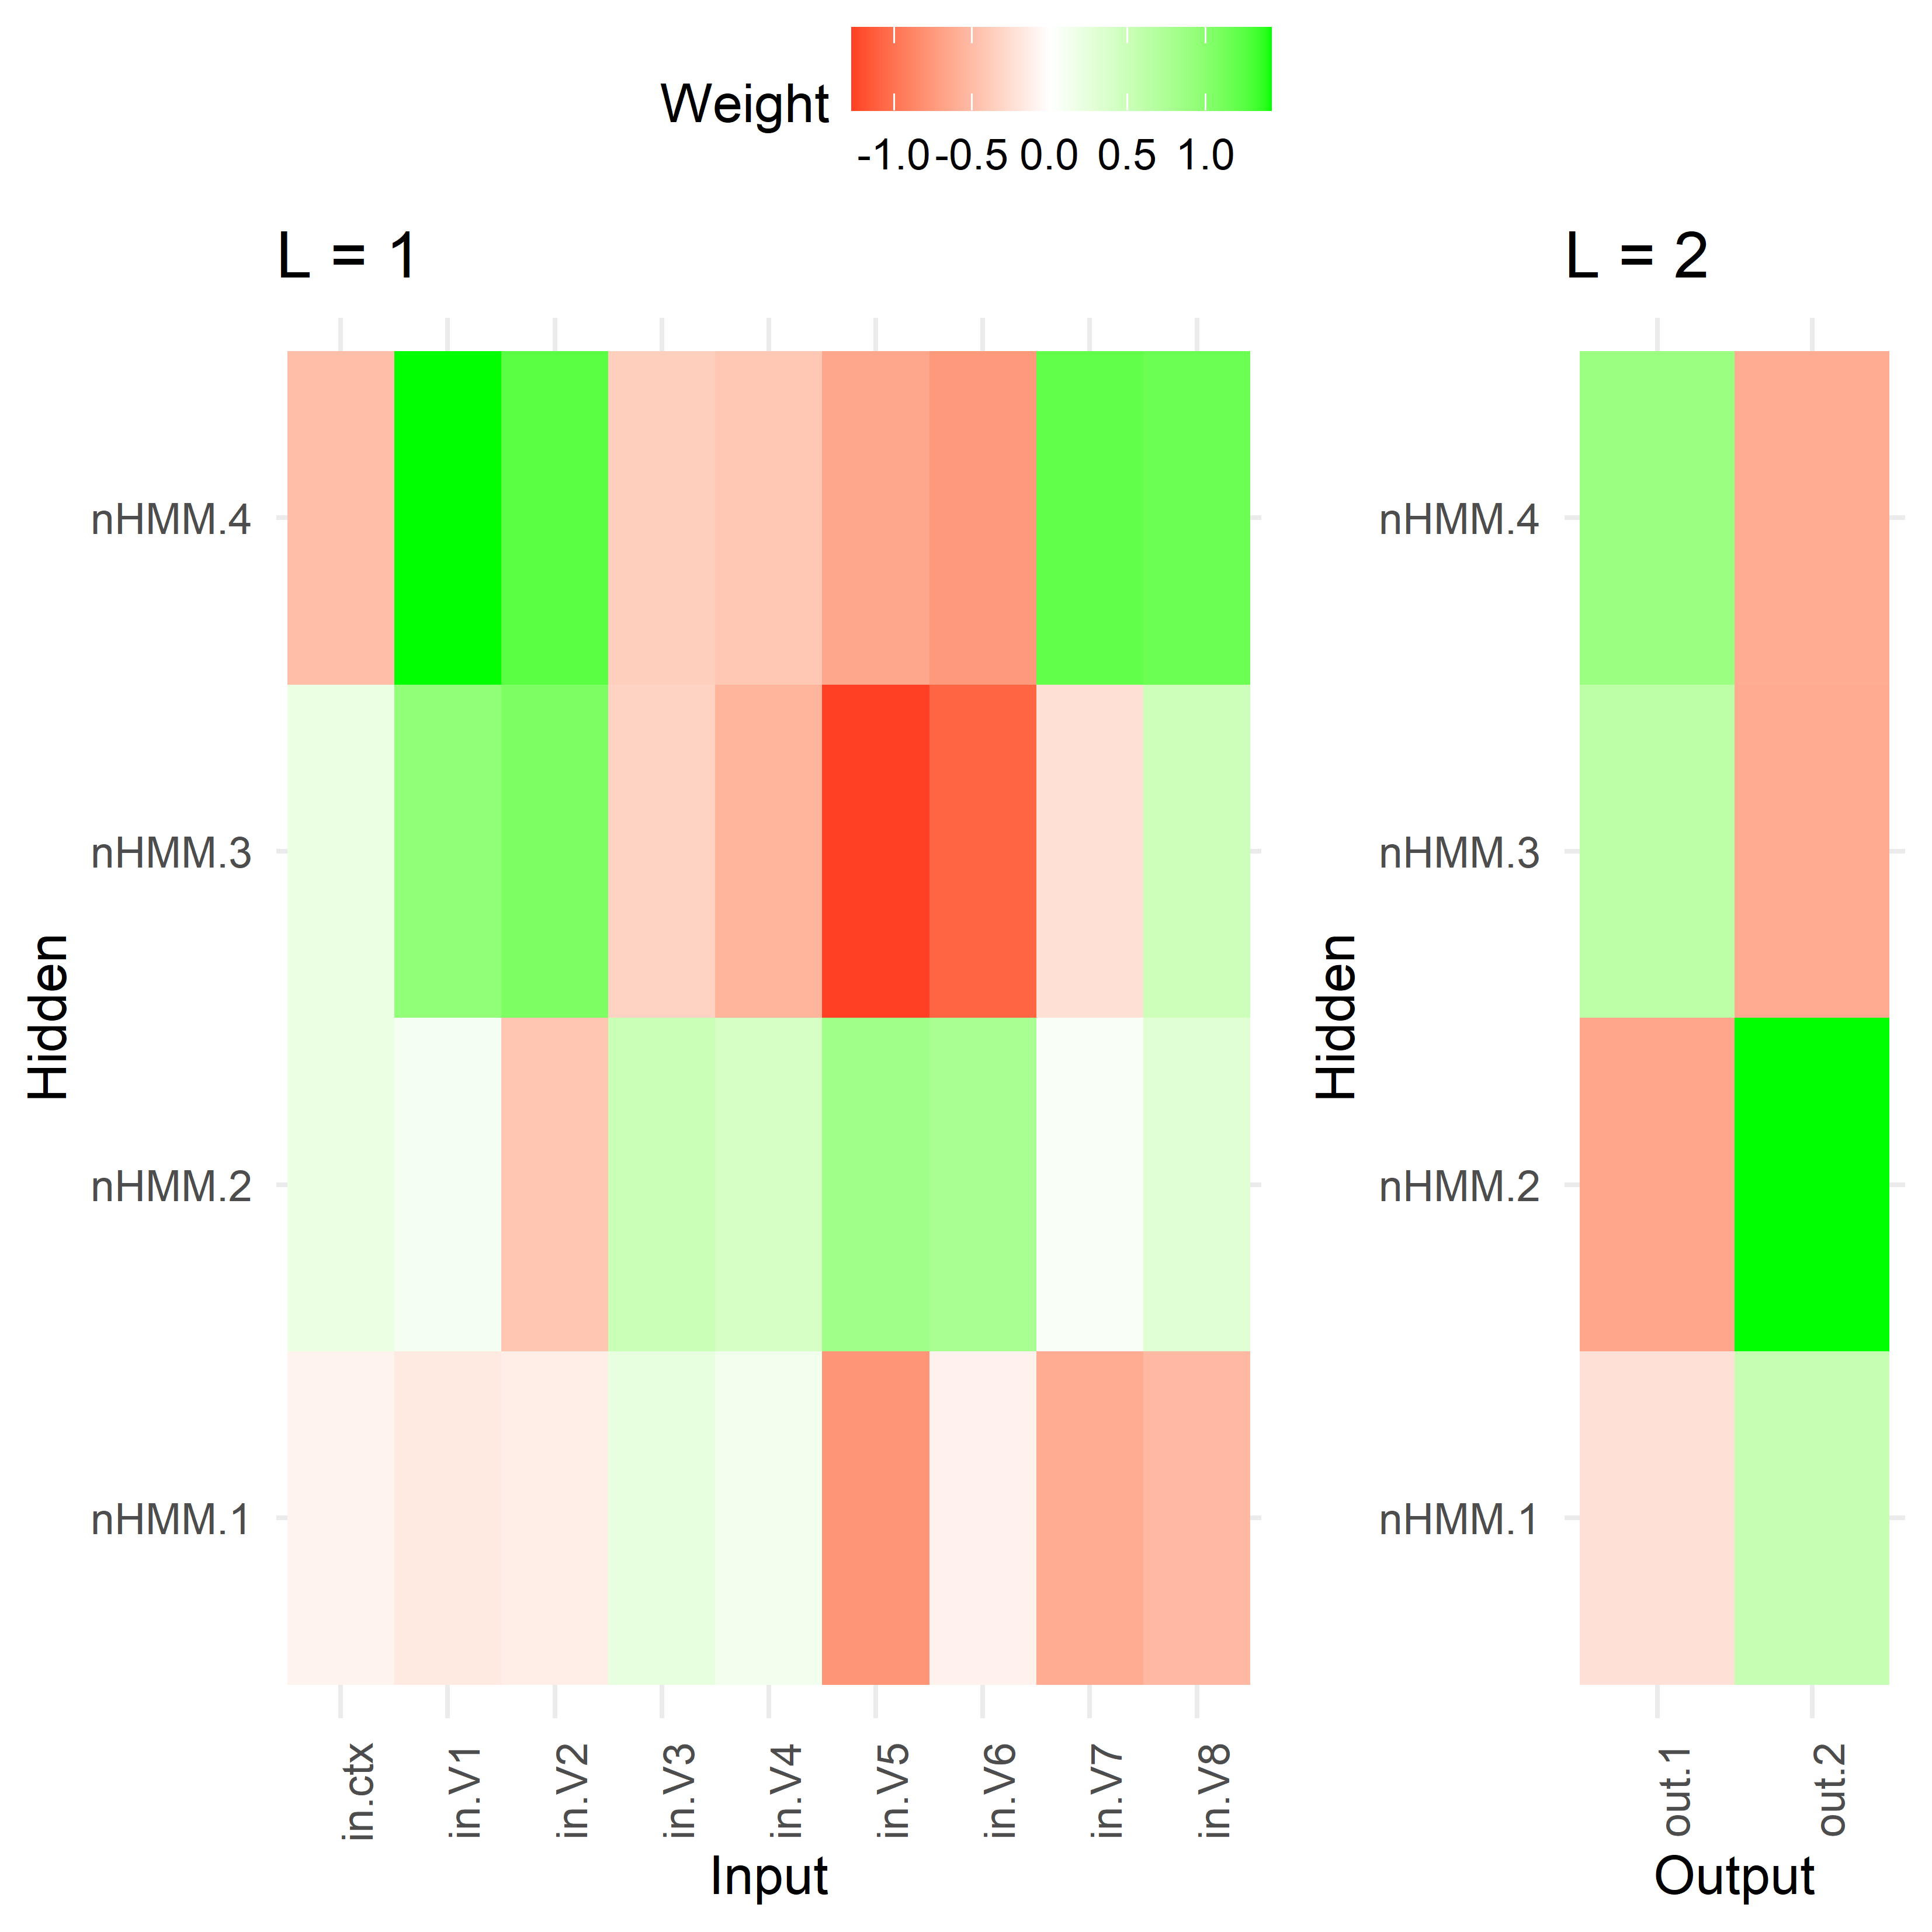 Weight
-1.0 -0.5 0.0 0.5 1.0
L = 1
L = 2
Hidden
nHMM.4
nHMM.3
nHMM.2
nHMM.1
in.ctx in.V1 in.V2 in.V3 in.V4 in.V5 in.V6 in.V7 in.V8
Input
Hidden
nHMM.4
nHMM.3
nHMM.2
nHMM.1
out.1 out.2
Output